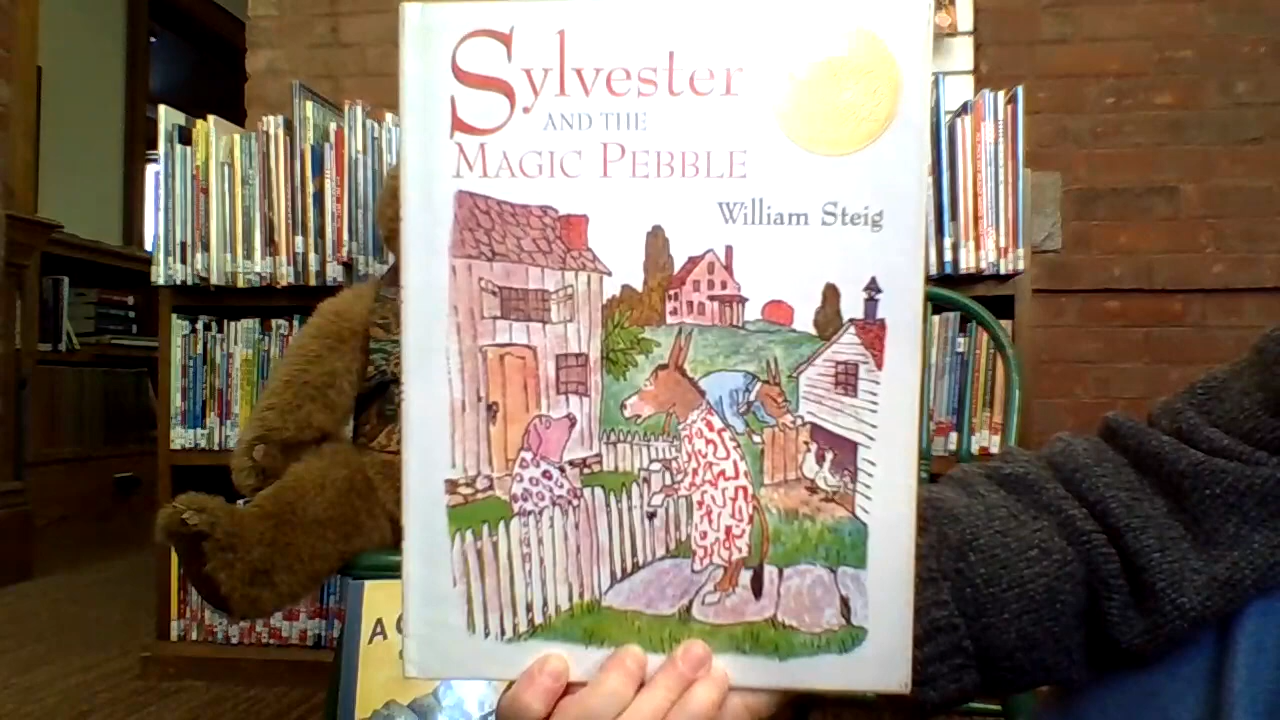 Sylvester
AND THE
MAGIC PEBBLE
William Steig
A